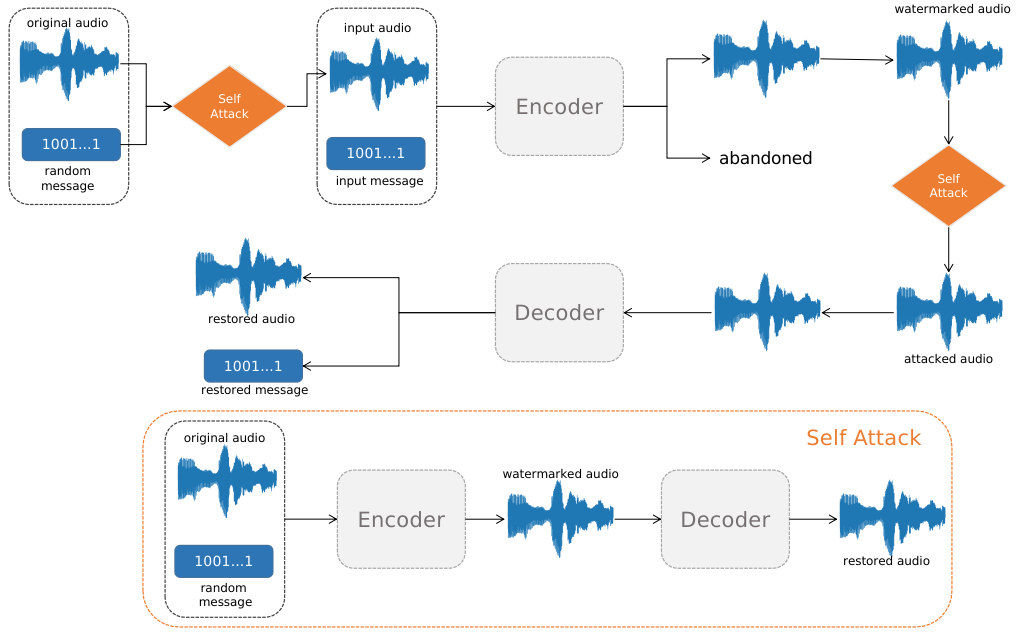 original audio
1001...1
random
message
Self
Attack
input audio
1001...1
input message
Encoder
abandoned
watermarked audio
Self
Attack
attacked audio
Decoder
restored audio
1001...1
restored message
Self Attack
original audio
1001...1
random
message
Encoder
watermarked audio
Decoder
restored audio